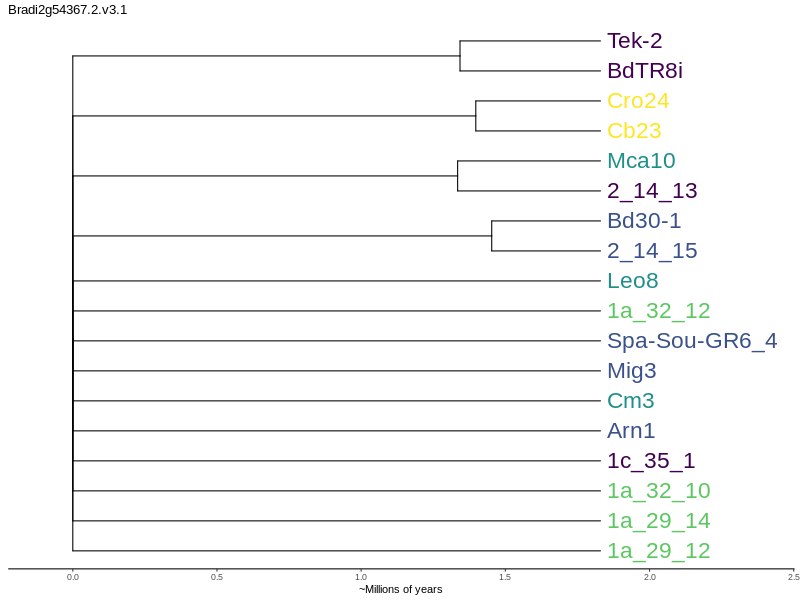 Bradi2g54367.2.v3.1
Tek-2
BdTR8i
Cro24
Cb23
Mca10
2_14_13
Bd30-1
2_14_15
Leo8
1a_32_12
Spa-Sou-GR6_4
Mig3
Cm3
Arn1
1c_35_1
1a_32_10
1a_29_14
1a_29_12
0.0 0.5 1.0 1.5 2.0 2.5
~Millions of years